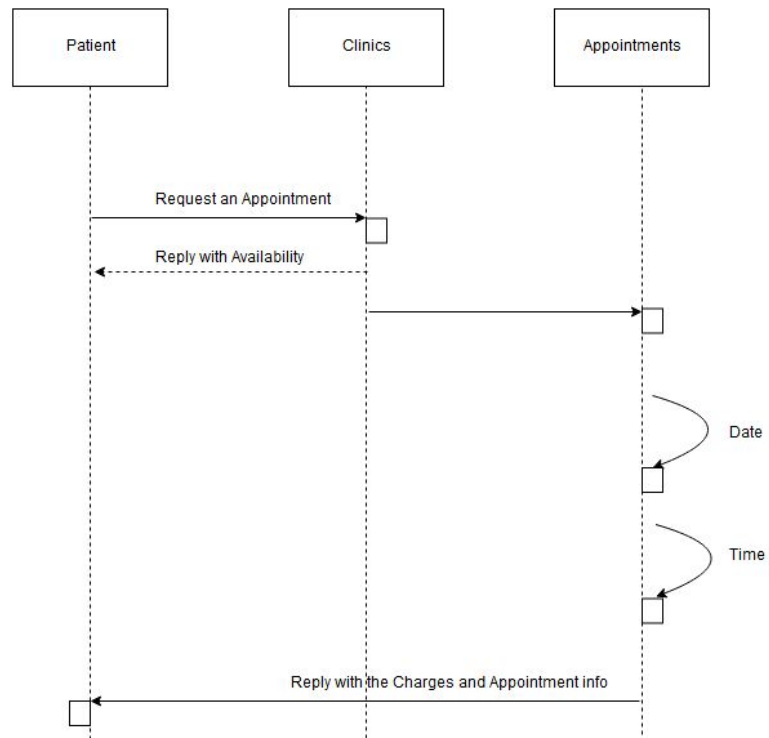 Patient
Clinics
Appointments
Request an Appointment
Reply with Availability
Date
Time
Reply with the Charges and Appointment info